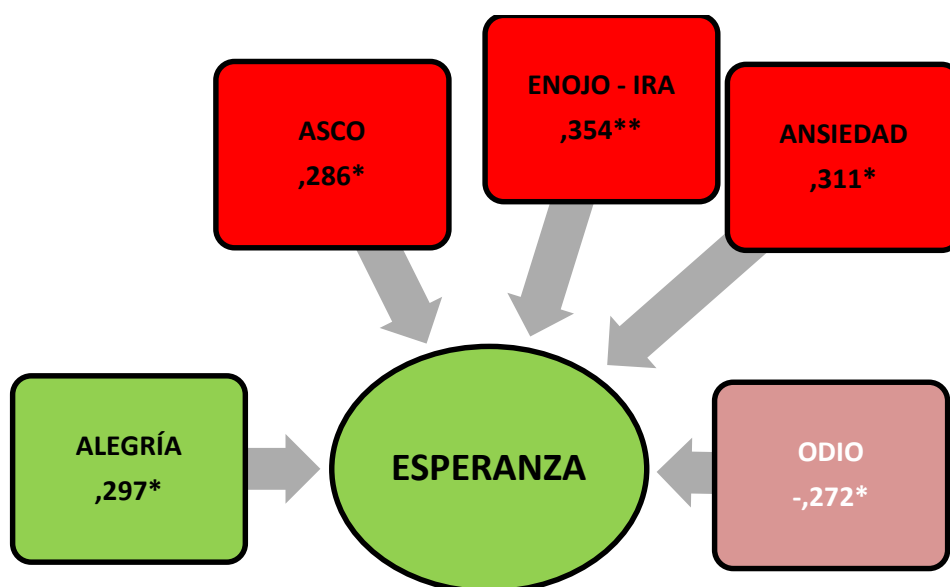 ENOJO - IRA
,354**
ASCO
,286*
ANSIEDAD
,311*
ALEGRÍA
,297*
ESPERANZA
ODIO
-,272*